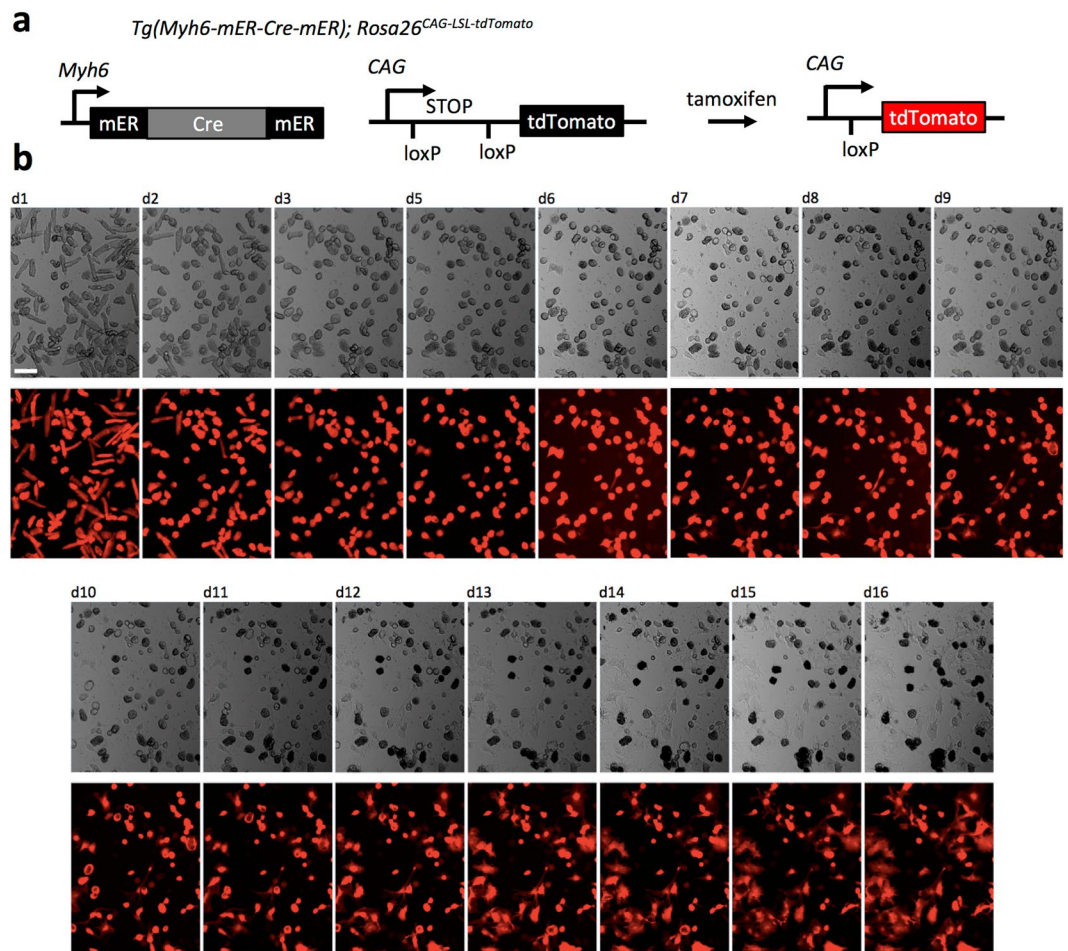 a
Tg(Myh6-mER-Cre-mER); Rosa26CAG-LSL-tdTomato
Myh6
mER Cre mER
CAG
STOP
tdTomato
loxP loxP
tamoxifen
CAG
tdTomato
loxP
b
d1 d2 d3 d5 d6 d7 d8 d9
d10 d11 d12 d13 d14 d15 d16